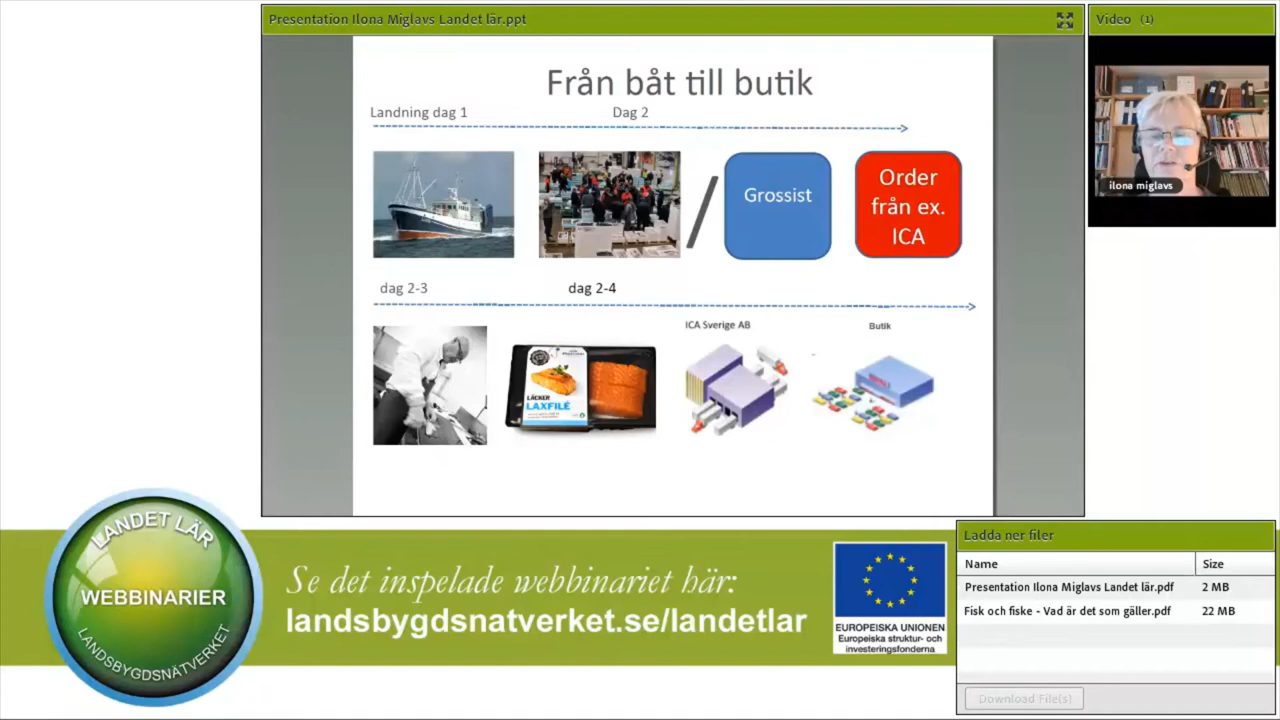 Presentation Ilona Miglavs Landet lär.ppt
Video (1)
Från båt till butik
Landning dag 1
Dag 2
Grossist
Order
från ex.
ICA
ilona miglavs
dag 2-3
dag 2-4
ICA Sverige AB
Butik
LÄCKER
LAXFILÉ
LANDET LÄR
WEBBINARIER
LANDSBYGDSNÄTVERKET
Se det inspelade webbinariet här:
landsbygdsnatverket.se/landetlar
EUROPEISKA UNIONEN
Europeiska struktur- och
investeringsfonderna
Ladda ner filer
Name Size
Presentation Ilona Miglavs Landet lär.pdf 2 MB
Fisk och fiske - Vad är det som gäller.pdf 22 MB
Download File(s)